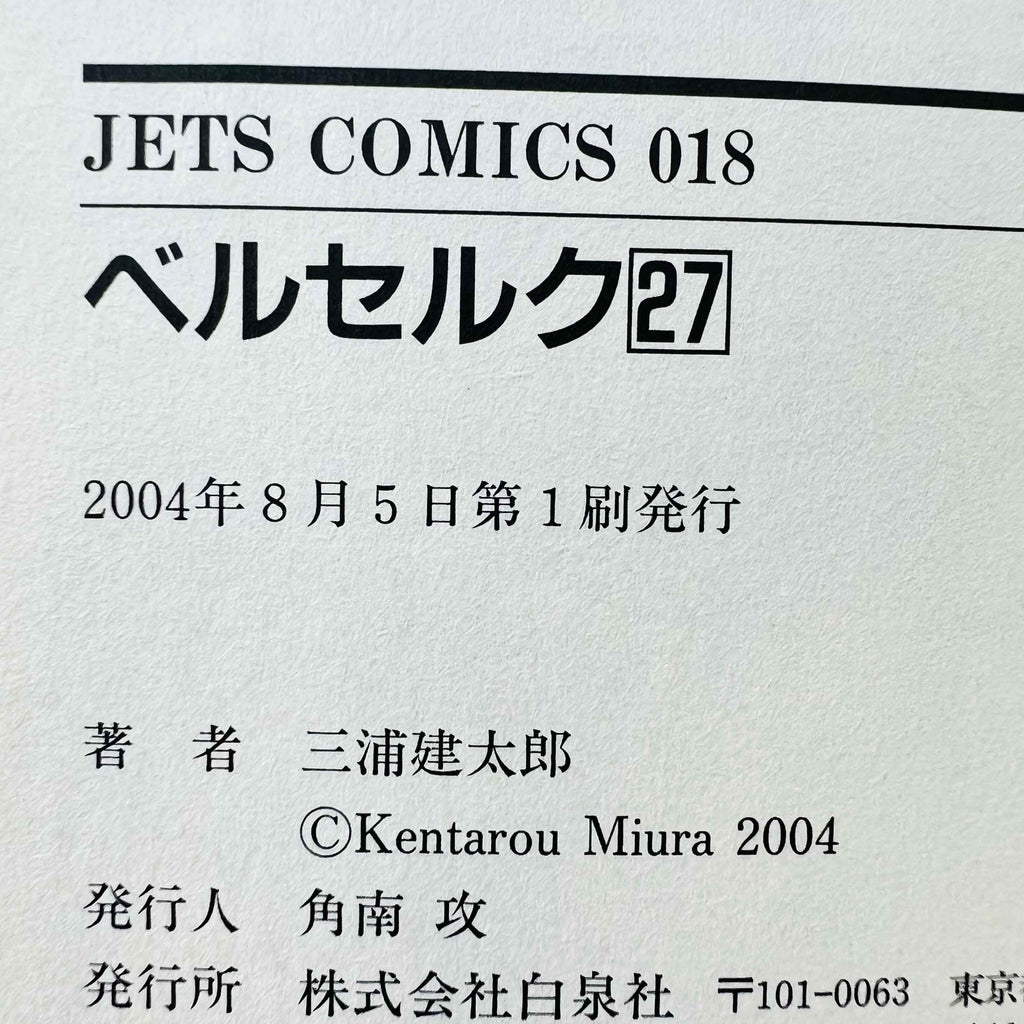 JETS COMICS 018
ベルセルク27
2004年8月5日第1刷発行
著　者　三浦建太郎
©Kentarou Miura 2004
発行人　角南 攻
発行所　株式会社白泉社　〒101-0063　東京